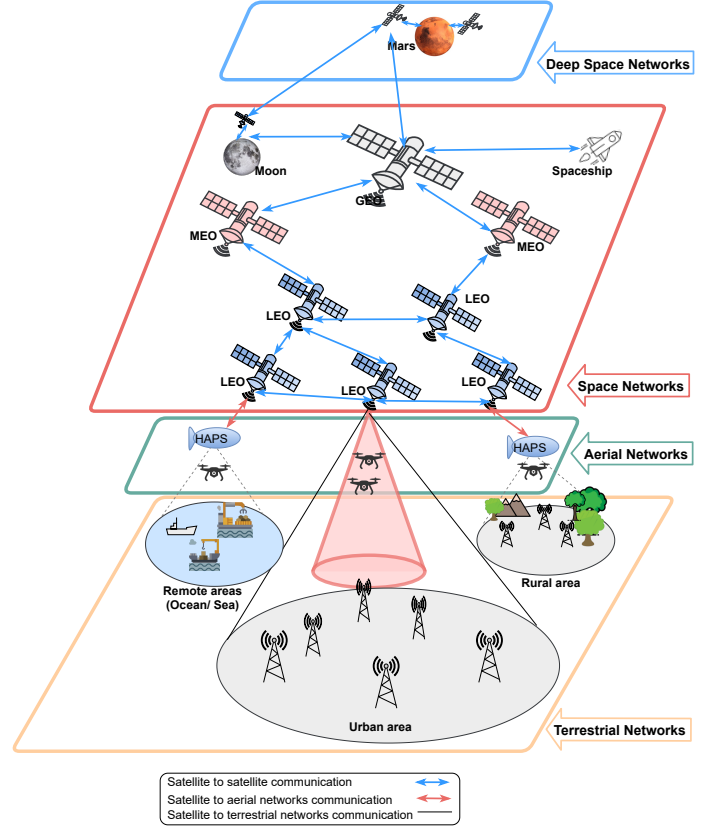 Mars
Deep Space Networks
Moon
Spaceship
GEO
MEO
MEO
LEO
LEO
LEO
LEO
LEO
Space Networks
HAPS
HAPS
Aerial Networks
Remote areas
(Ocean/ Sea)
Rural area
Urban area
Terrestrial Networks
Satellite to satellite communication
Satellite to aerial networks communication
Satellite to terrestrial networks communication